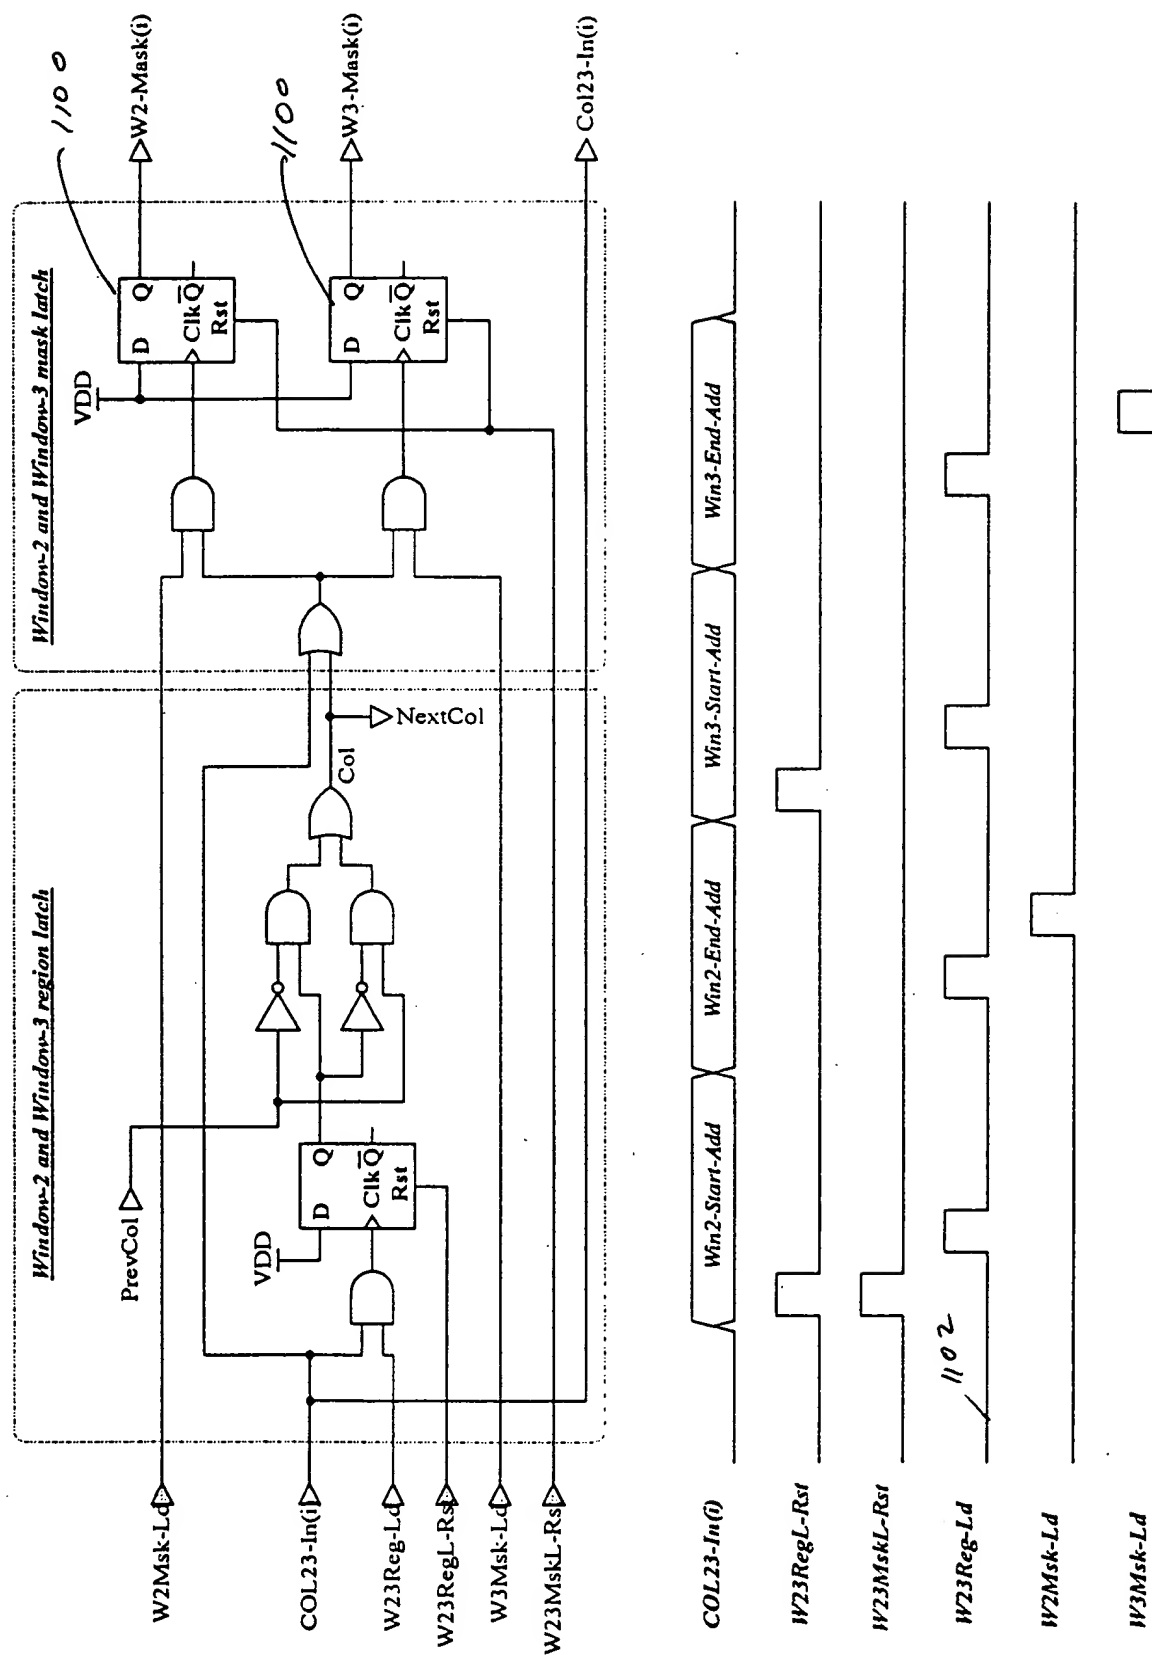 Window-2 and Window-3 region latch
Window-2 and Window-3 mask latch
1100
1100
W2Msk-Ld
COL23-In(i)
W23Reg-Ld
W23RegL-Rst
W3Msk-Ld
W23MskL-Rst
PrevCol
VDD
D Q
Clk Q
Rst
Col
NextCol
VDD
D Q
Clk Q
Rst
D Q
Clk Q
Rst
W2-Mask(i)
W3-Mask(i)
Col23-In(i)
COL23-In(i)
Win2-Start-Add
Win2-End-Add
Win3-Start-Add
Win3-End-Add
W23RegL-Rst
W23MskL-Rst
W23Reg-Ld
1102
W2Msk-Ld
W3Msk-Ld